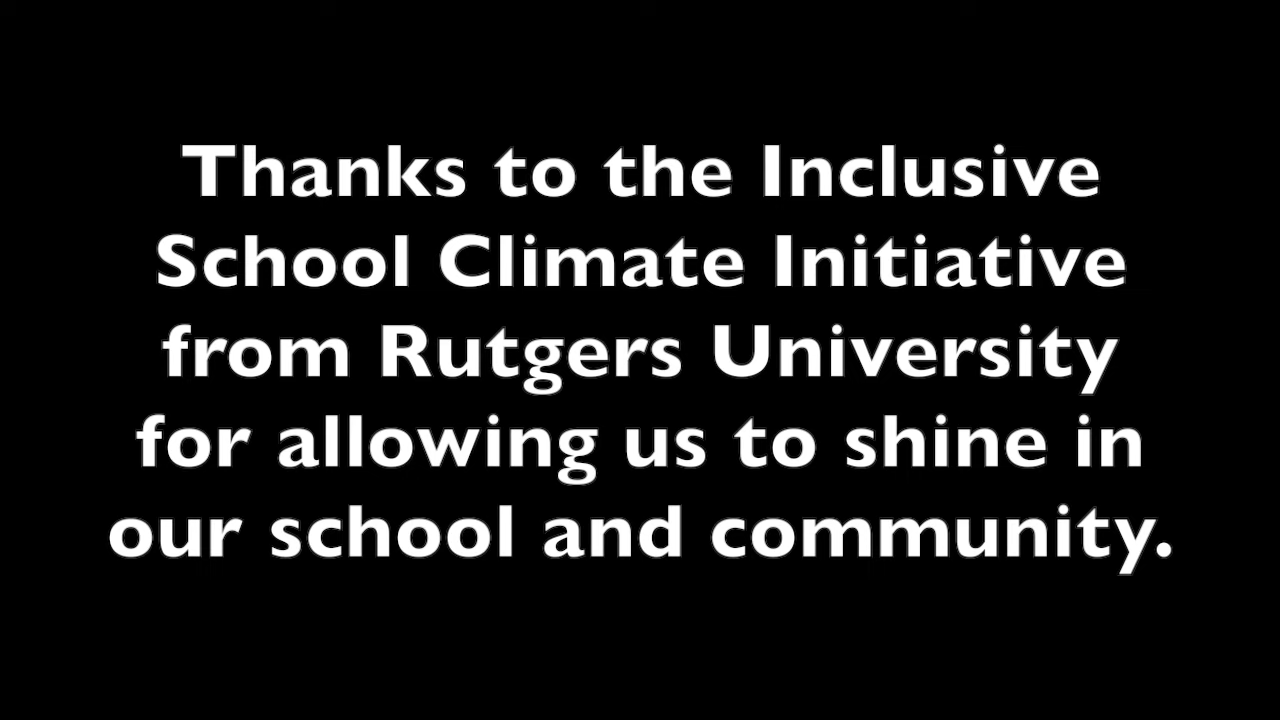 Thanks to the Inclusive
School Climate Initiative
from Rutgers University
for allowing us to shine in
our school and community.